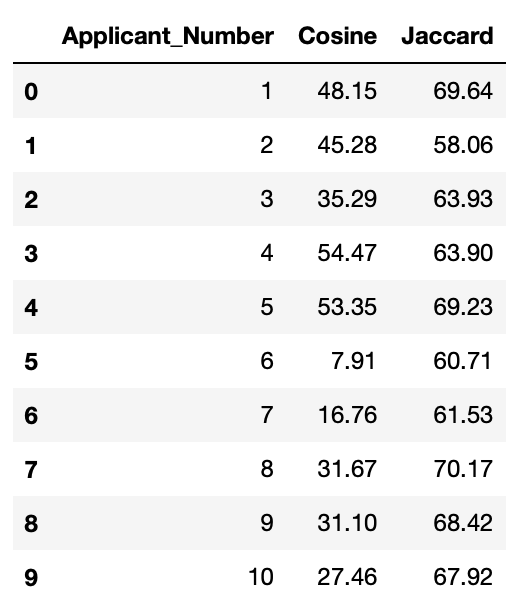 Applicant_Number Cosine Jaccard
0 1 48.15 69.64
1 2 45.28 58.06
2 3 35.29 63.93
3 4 54.47 63.90
4 5 53.35 69.23
5 6 7.91 60.71
6 7 16.76 61.53
7 8 31.67 70.17
8 9 31.10 68.42
9 10 27.46 67.92